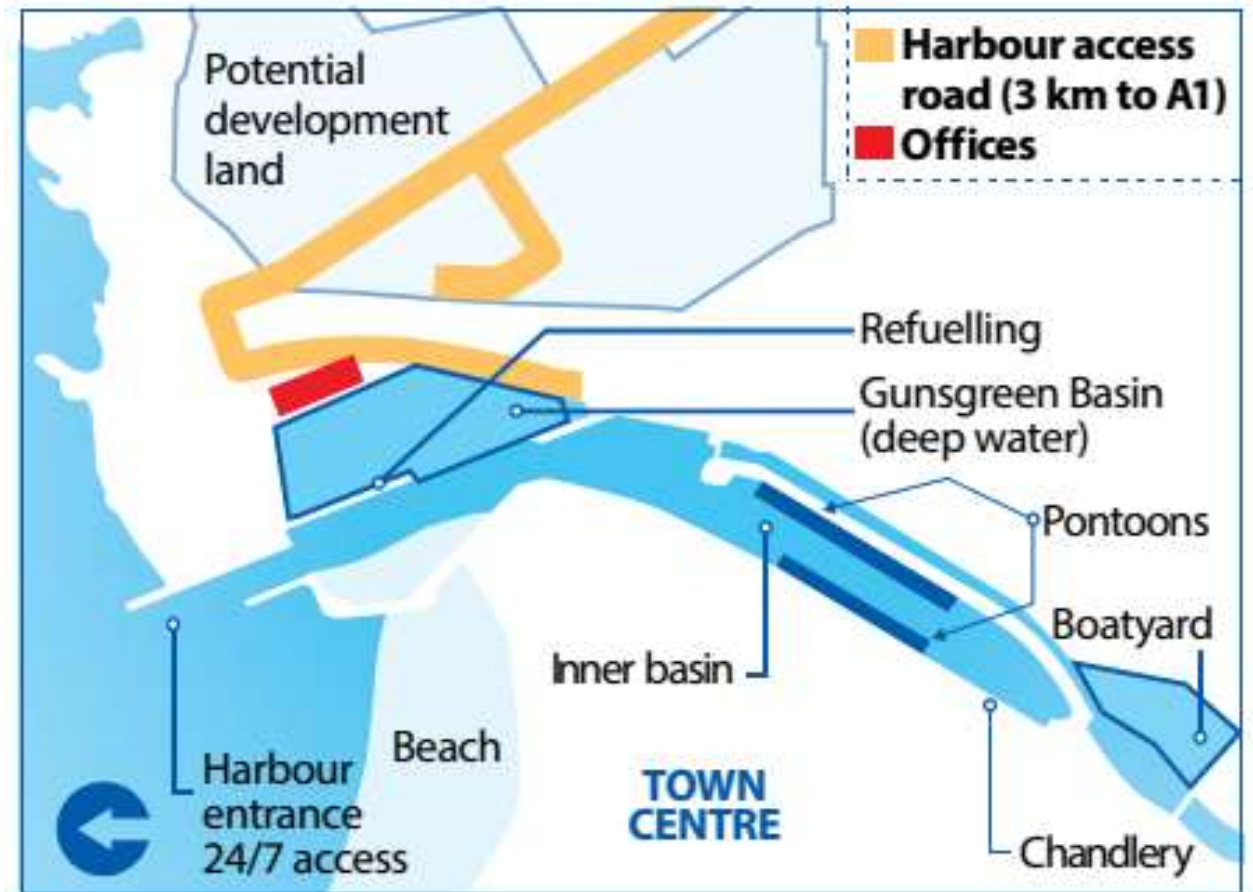 Potential
development
land
Harbour access
road (3 km to A1)
Offices
Refuelling
Gunsgreen Basin
(deep water)
Pontoons
Boatyard
Inner basin
Beach
Harbour
entrance
24/7 access
TOWN
CENTRE
Chandlery